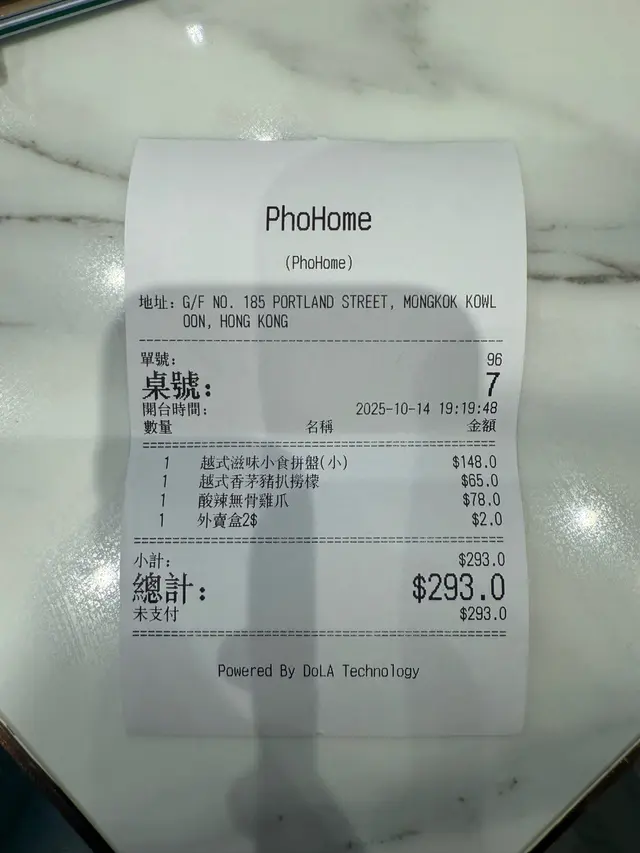 PhoHome
(PhoHome)
地址: G/F NO. 185 PORTLAND STREET, MONGKOK KOWL
OON, HONG KONG
單號: 96
桌號: 7
開台時間: 2025-10-14 19:19:48
數量 名稱 金額
1 越式滋味小食拼盤(小) $148.0
1 越式香茅豬扒撈檬 $65.0
1 酸辣無骨雞爪 $78.0
1 外賣盒2$ $2.0
小計: $293.0
總計: $293.0
未支付 $293.0
Powered By DoLA Technology